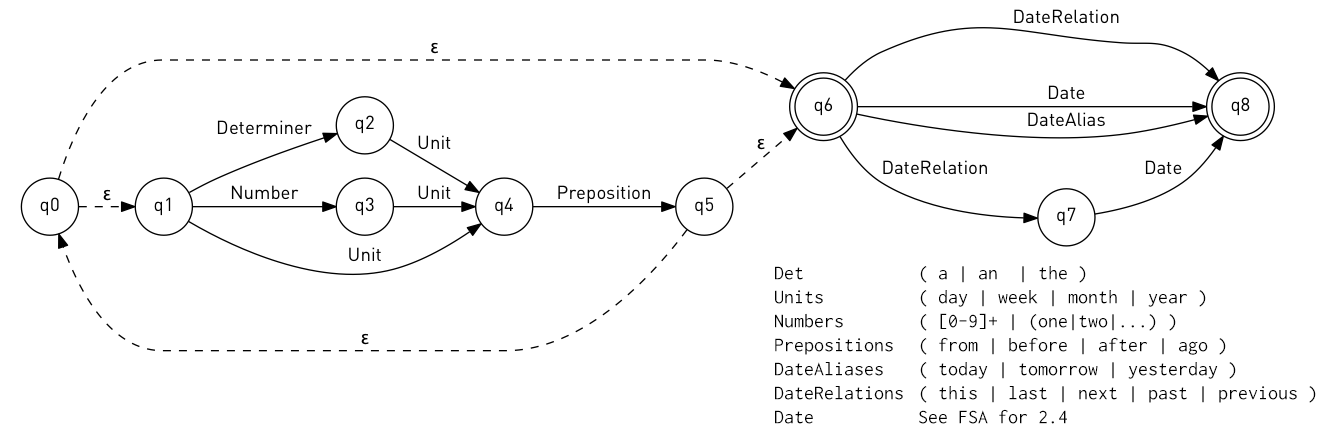 DateRelation
ε
q6
Date
q8
DateAlias
q2
Determiner
Unit
ε
DateRelation
Date
q0
ε
q1
Number
q3
Unit
q4
Preposition
q5
q7
Unit
ε
Det ( a | an | the )
Units ( day | week | month | year )
Numbers ( [0-9]+ | (one|two|...) )
Prepositions ( from | before | after | ago )
DateAliases ( today | tomorrow | yesterday )
DateRelations ( this | last | next | past | previous )
Date See FSA for 2.4